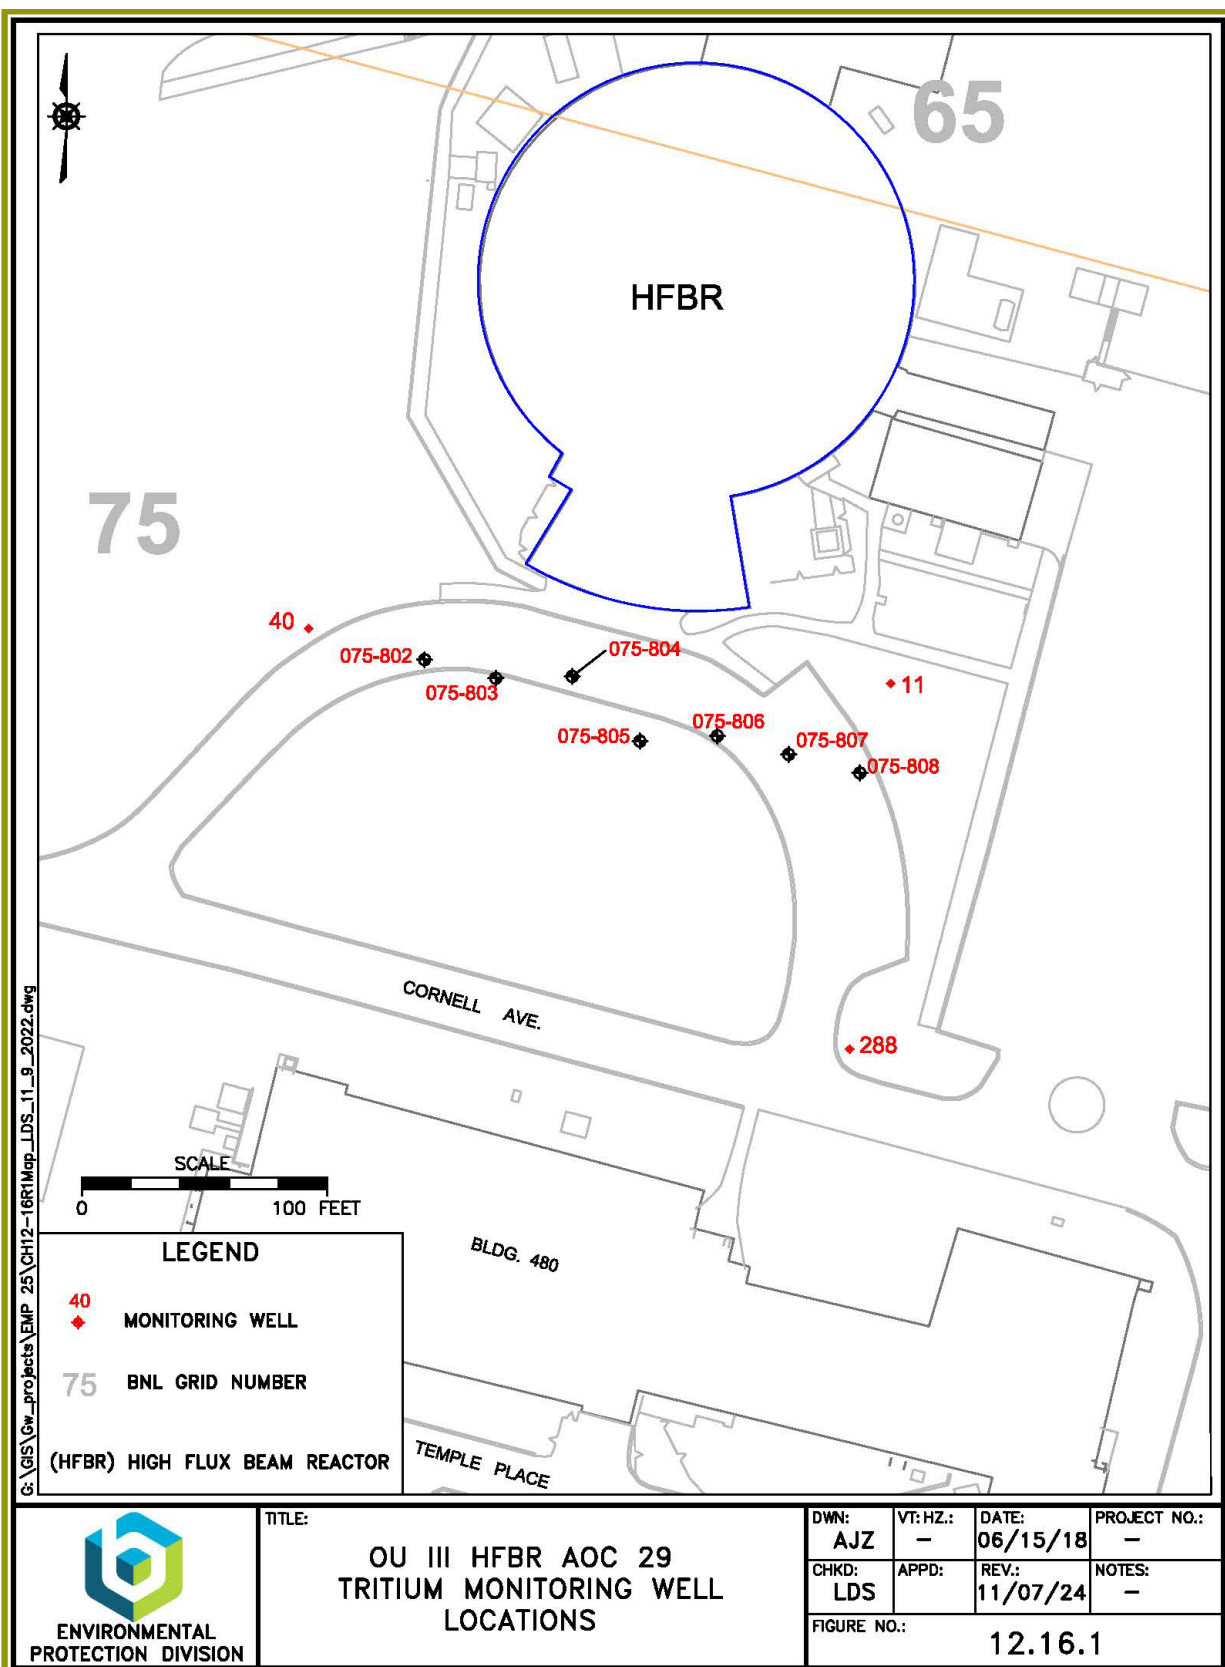 65
HFBR
75
40
075-802
075-803
075-804
075-805
075-806
075-807
075-808
11
288
CORNELL AVE.
BLDG. 480
TEMPLE PLACE
SCALE
0 100 FEET
LEGEND
40
MONITORING WELL
75 BNL GRID NUMBER
(HFBR) HIGH FLUX BEAM REACTOR
G:\GIS\Gw_projects\EMP 25\CH12-16R1Map_LDS_11_9_2022.dwg
ENVIRONMENTAL
PROTECTION DIVISION
TITLE:
OU III HFBR AOC 29
TRITIUM MONITORING WELL
LOCATIONS
DWN:
AJZ
VT: HZ.:
–
DATE:
06/15/18
PROJECT NO.:
–
CHKD:
LDS
APPD:
REV.:
11/07/24
NOTES:
–
FIGURE NO.:
12.16.1